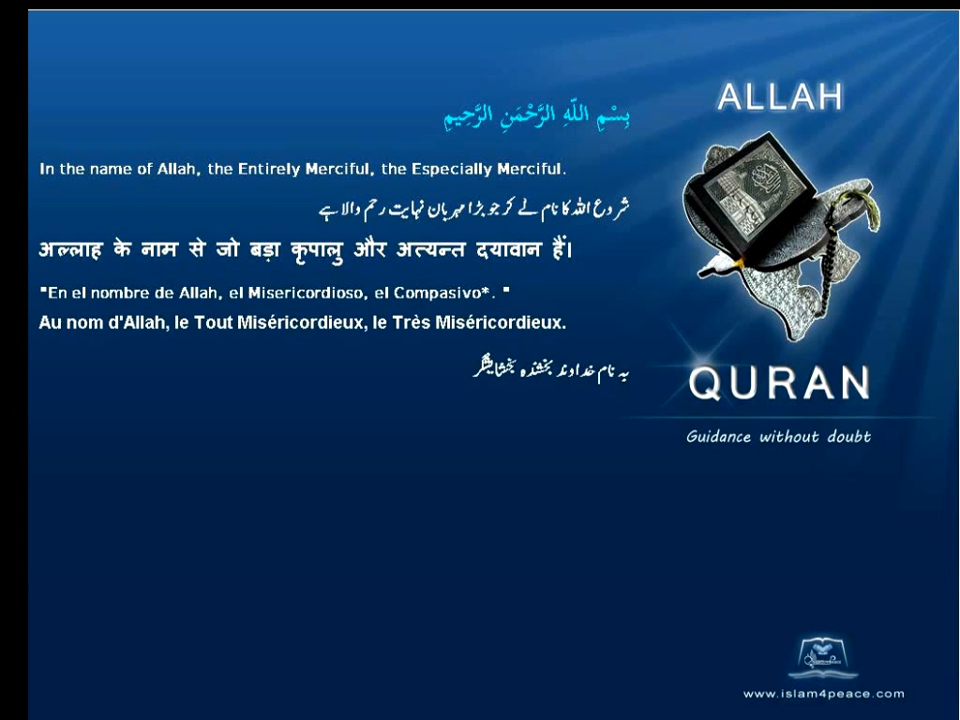 بِسْمِ اللّهِ الرَّحْمَنِ الرَّحِيمِ
In the name of Allah, the Entirely Merciful, the Especially Merciful.
شروع الله کا نام لے کر جو بڑا مہربان نہایت رحم والا ہے
अल्लाह के नाम से जो बड़ा कृपालु और अत्यन्त दयावान हैं।
"En el nombre de Allah, el Misericordioso, el Compasivo*. "
Au nom d'Allah, le Tout Miséricordieux, le Très Miséricordieux.
به نام خداوند بخشنده بخشایشگر
ALLAH
QURAN
Guidance without doubt
www.islam4peace.com